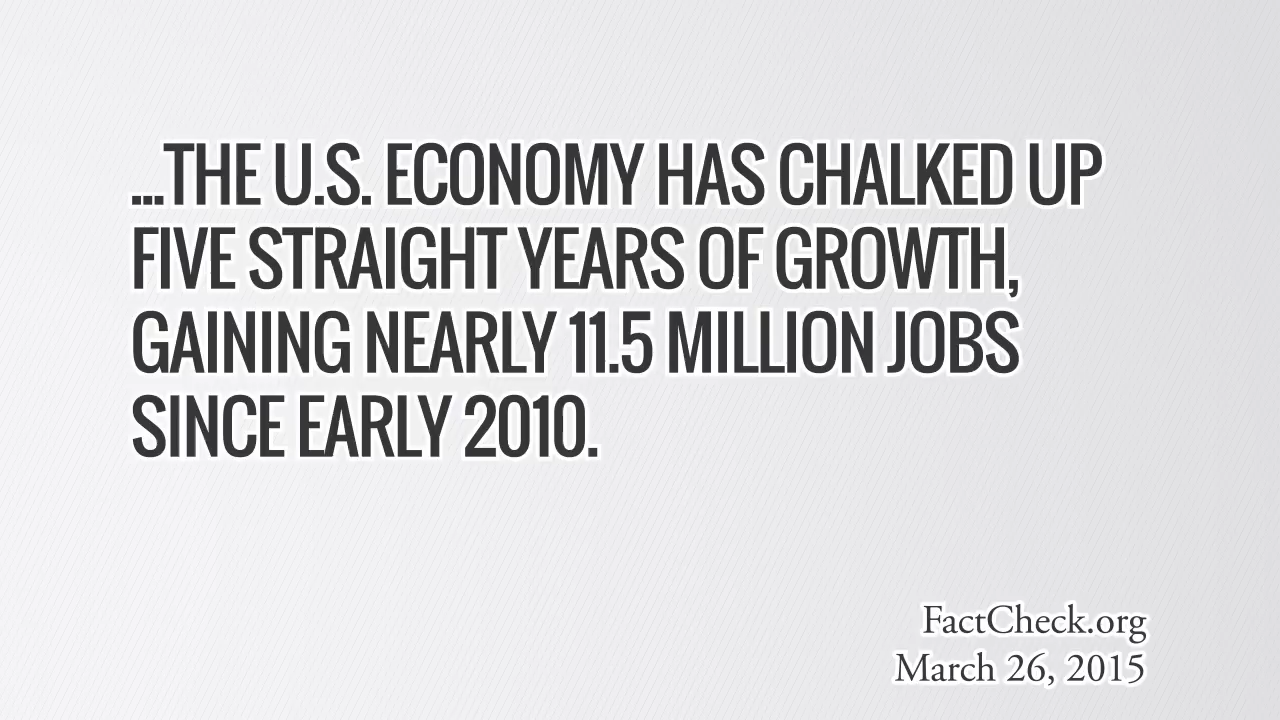 ...THE U.S. ECONOMY HAS CHALKED UP
FIVE STRAIGHT YEARS OF GROWTH,
GAINING NEARLY 11.5 MILLION JOBS
SINCE EARLY 2010.
FactCheck.org
March 26, 2015